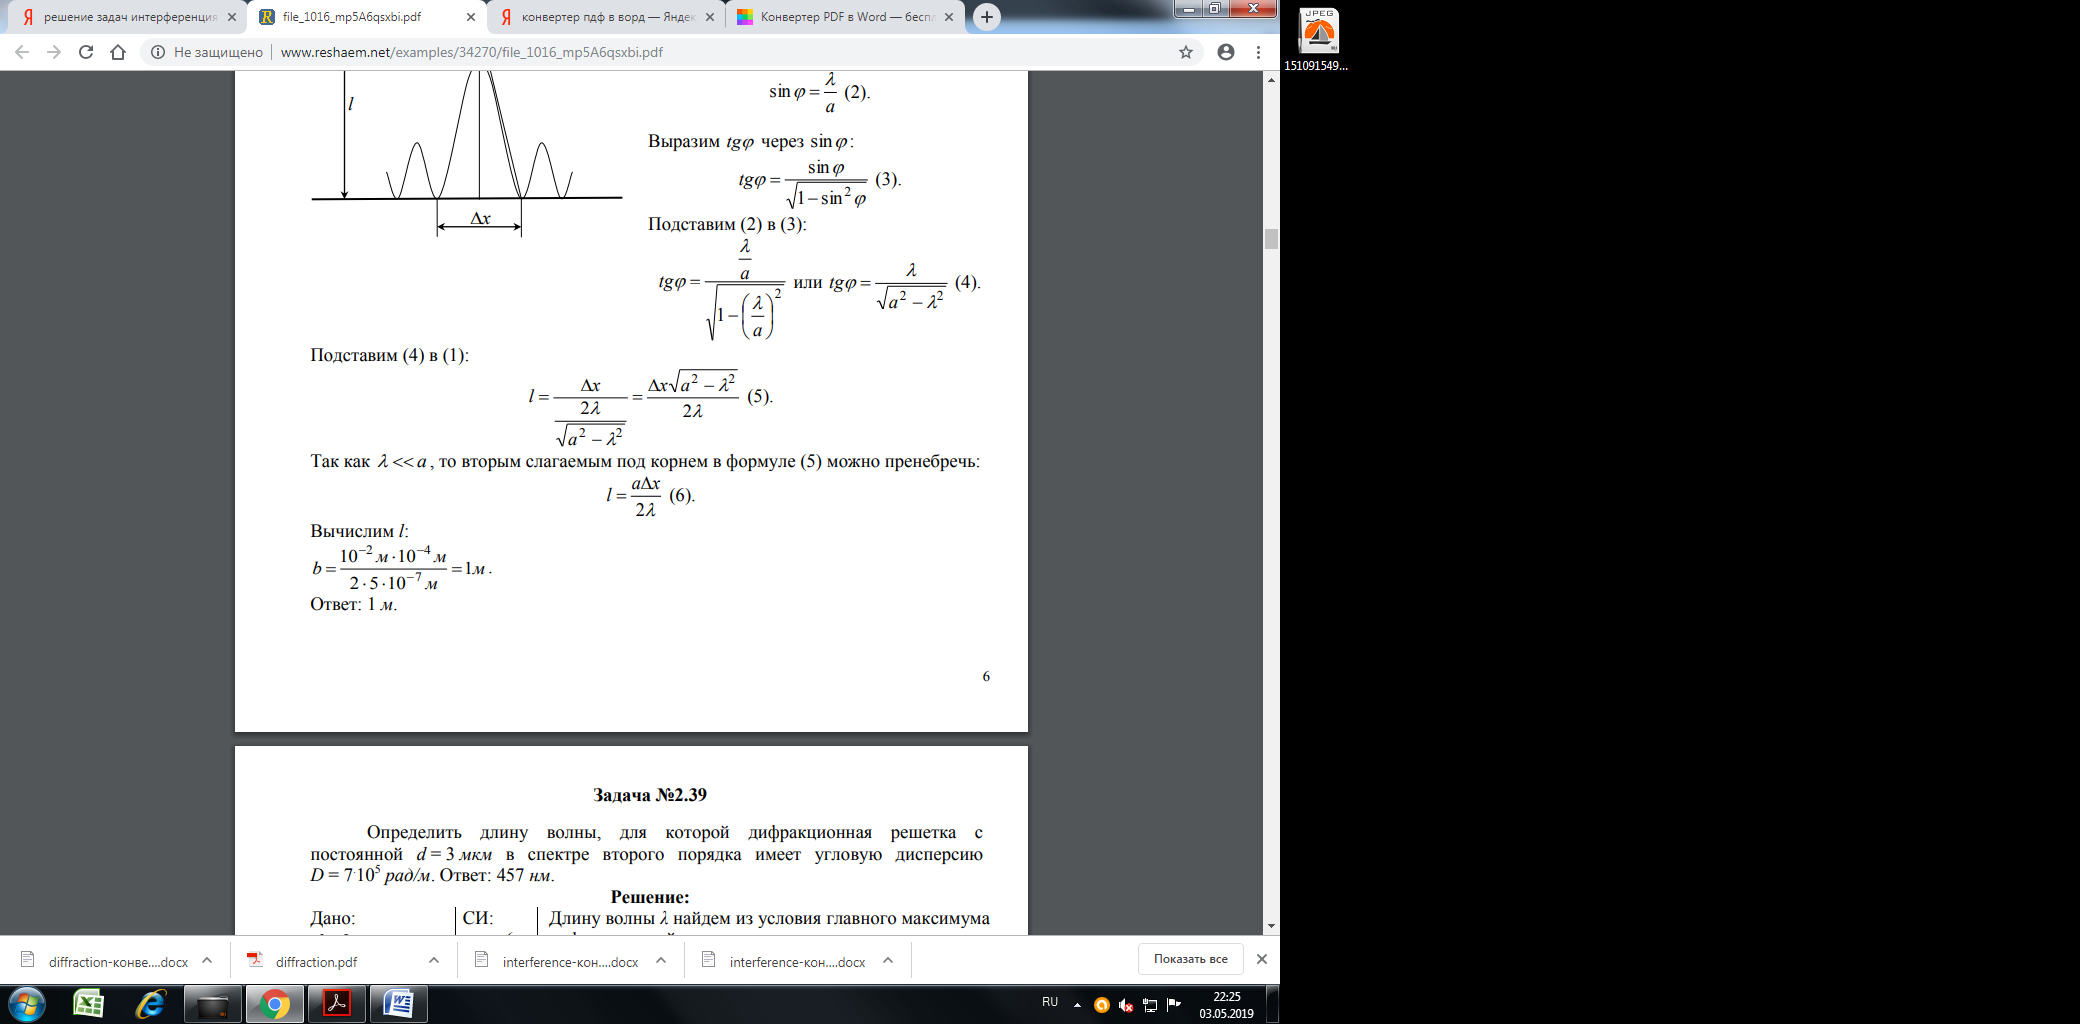 решение задач интерференция
file_1016_mp5A6qsxbi.pdf
конвертер пдф в ворд — Яндек
Конвертер PDF в Word — беспл
Не защищено
www.reshaem.net/examples/34270/file_1016_mp5A6qsxbi.pdf
JPEG
151091549...
l
Δx
sin φ = λ/a (2).
Выразим tgφ через sin φ:
tgφ = sin φ / √(1 − sin² φ) (3).
Подставим (2) в (3):
tgφ = (λ/a) / √(1 − (λ/a)²) или tgφ = λ / √(a² − λ²) (4).
Подставим (4) в (1):
l = Δx / (2λ / √(a² − λ²)) = Δx√(a² − λ²) / 2λ (5).
Так как λ << a, то вторым слагаемым под корнем в формуле (5) можно пренебречь:
l = aΔx / 2λ (6).
Вычислим l:
b = 10⁻² м · 10⁻⁴ м / 2 · 5 · 10⁻⁷ м = 1м.
Ответ: 1 м.
6
Задача №2.39
Определить длину волны, для которой дифракционная решетка с
постоянной d = 3 мкм в спектре второго порядка имеет угловую дисперсию
D = 7·10⁵ рад/м. Ответ: 457 нм.
Решение:
Дано:
СИ:
Длину волны λ найдем из условия главного максимума
diffraction-конве....docx
diffraction.pdf
interference-кон....docx
interference-кон....docx
Показать все
RU
22:25
03.05.2019